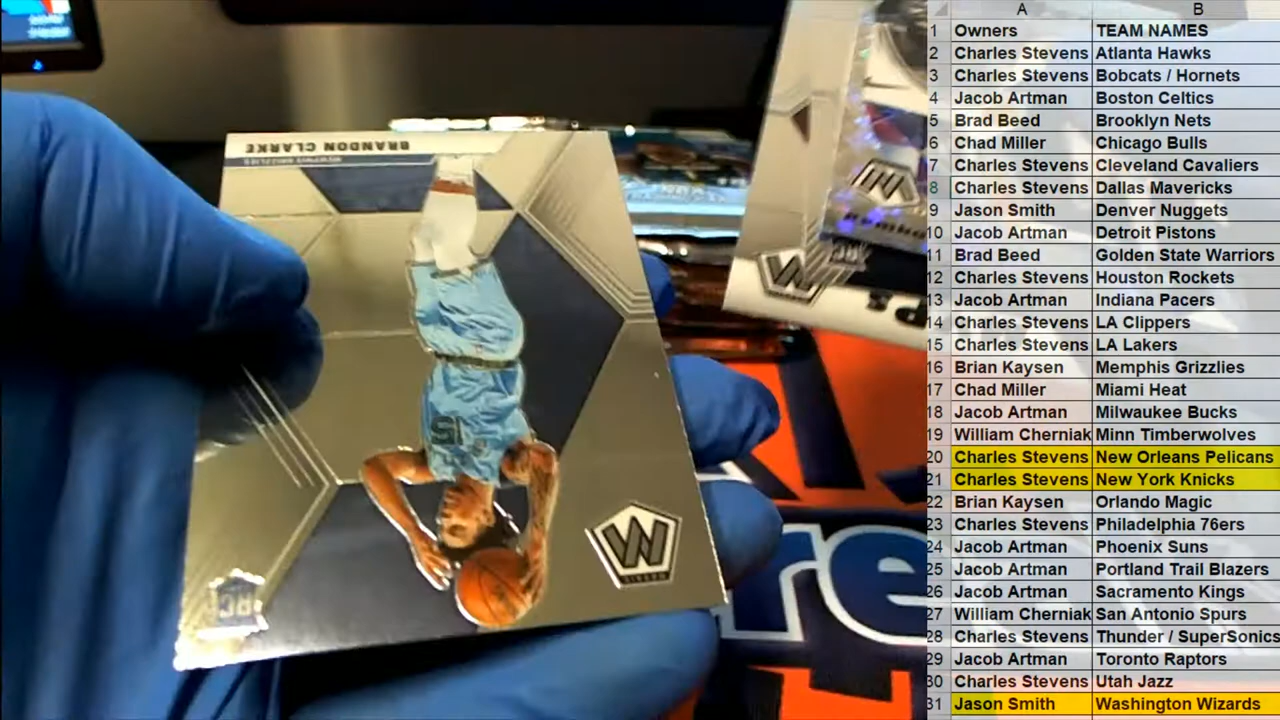 BRANDON CLARKE
MEMPHIS GRIZZLIES
15
RC
MOSAIC
re
A B
1 Owners TEAM NAMES
2 Charles Stevens Atlanta Hawks
3 Charles Stevens Bobcats / Hornets
4 Jacob Artman Boston Celtics
5 Brad Beed Brooklyn Nets
6 Chad Miller Chicago Bulls
7 Charles Stevens Cleveland Cavaliers
8 Charles Stevens Dallas Mavericks
9 Jason Smith Denver Nuggets
10 Jacob Artman Detroit Pistons
11 Brad Beed Golden State Warriors
12 Charles Stevens Houston Rockets
13 Jacob Artman Indiana Pacers
14 Charles Stevens LA Clippers
15 Charles Stevens LA Lakers
16 Brian Kaysen Memphis Grizzlies
17 Chad Miller Miami Heat
18 Jacob Artman Milwaukee Bucks
19 William Cherniak Minn Timberwolves
20 Charles Stevens New Orleans Pelicans
21 Charles Stevens New York Knicks
22 Brian Kaysen Orlando Magic
23 Charles Stevens Philadelphia 76ers
24 Jacob Artman Phoenix Suns
25 Jacob Artman Portland Trail Blazers
26 Jacob Artman Sacramento Kings
27 William Cherniak San Antonio Spurs
28 Charles Stevens Thunder / SuperSonics
29 Jacob Artman Toronto Raptors
30 Charles Stevens Utah Jazz
31 Jason Smith Washington Wizards